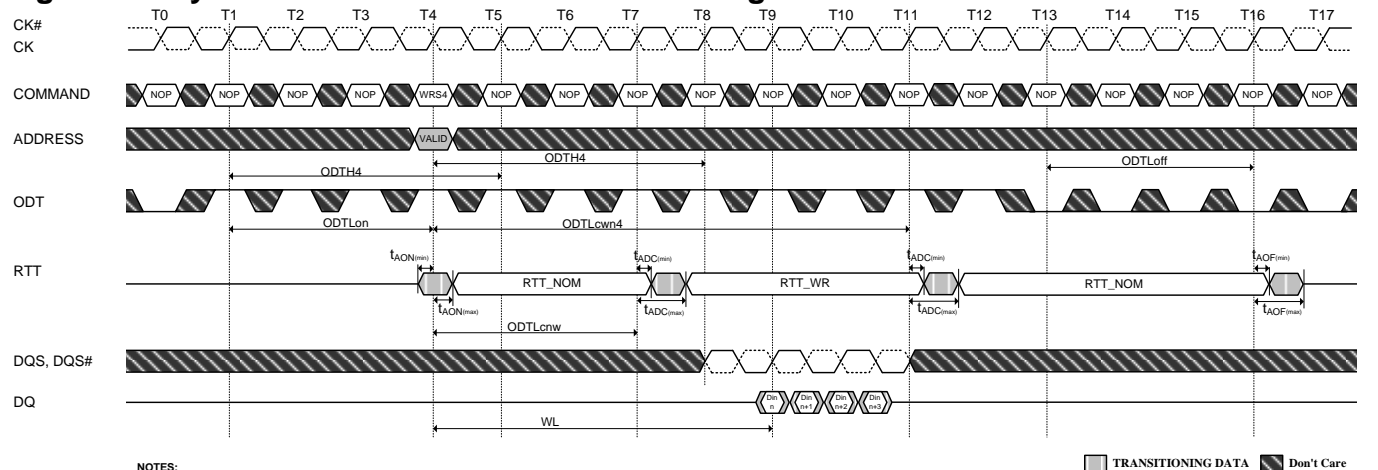 T0 T1 T2 T3 T4 T5 T6 T7 T8 T9 T10 T11 T12 T13 T14 T15 T16 T17
CK#
CK
COMMAND NOP NOP NOP NOP WRS4 NOP NOP NOP NOP NOP NOP NOP NOP NOP NOP NOP NOP NOP
ADDRESS VALID
ODTH4 ODTLoff
ODTH4
ODT
ODTLon ODTLcwn4
tAON(min) tADC(min) tADC(min) tAOF(min)
RTT RTT_NOM RTT_WR RTT_NOM
tAON(max) tADC(max) tADC(max) tAOF(max)
ODTLcnw
DQS, DQS#
DQ Din n Din n+1 Din n+2 Din n+3
WL
NOTES:
TRANSITIONING DATA Don't Care